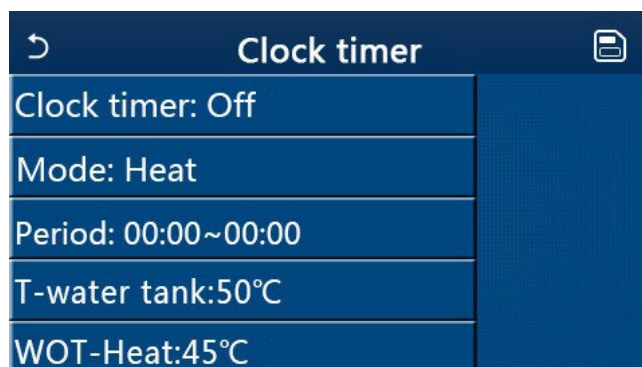 Clock timer
Clock timer: Off
Mode: Heat
Period: 00:00~00:00
T-water tank:50℃
WOT-Heat:45℃